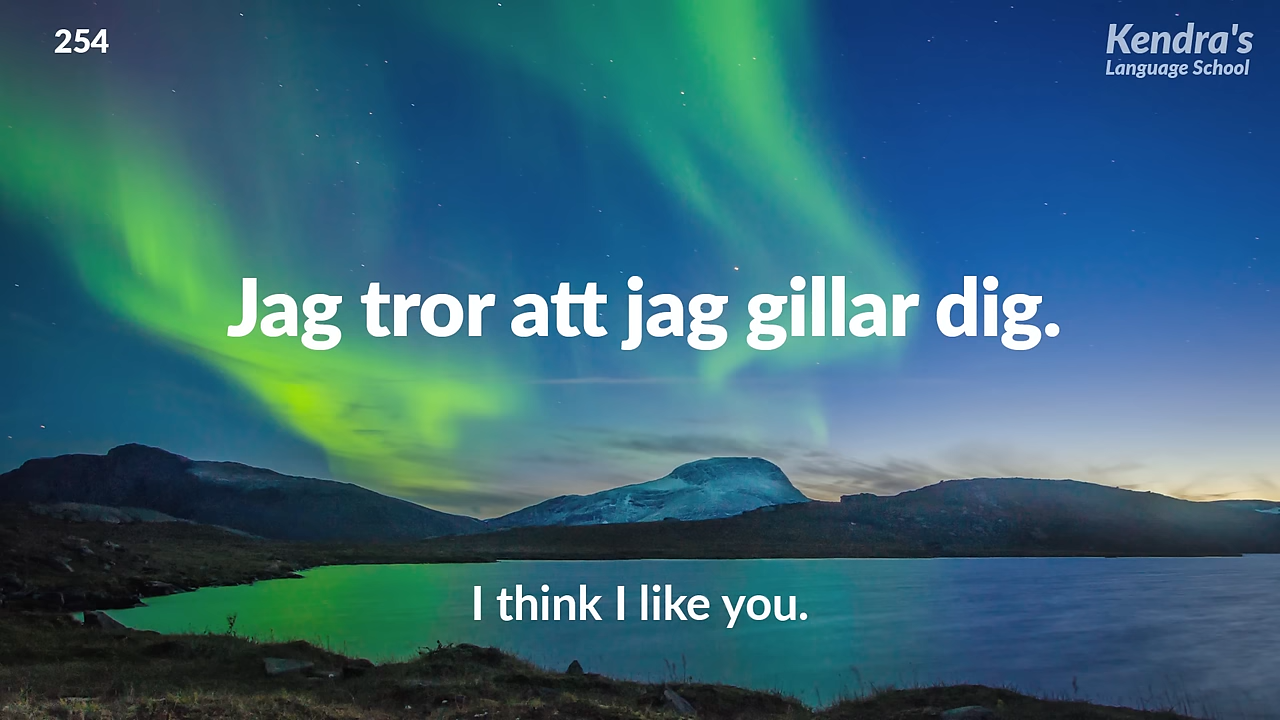 254
Kendra's
Language School
Jag tror att jag gillar dig.
I think I like you.